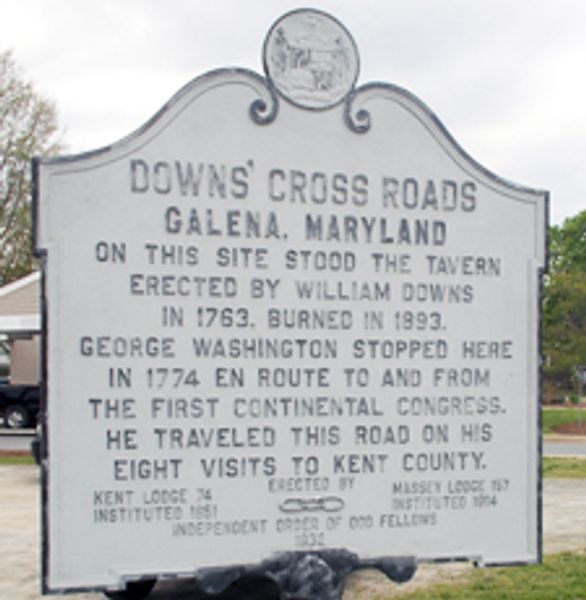 DOWNS' CROSS ROADS
GALENA, MARYLAND
ON THIS SITE STOOD THE TAVERN
ERECTED BY WILLIAM DOWNS
IN 1763. BURNED IN 1893.
GEORGE WASHINGTON STOPPED HERE
IN 1774 EN ROUTE TO AND FROM
THE FIRST CONTINENTAL CONGRESS.
HE TRAVELED THIS ROAD ON HIS
EIGHT VISITS TO KENT COUNTY.
ERECTED BY
KENT LODGE 74
INSTITUTED 1851
MASSEY LODGE 157
INSTITUTED 1914
INDEPENDENT ORDER OF ODD FELLOWS
1932